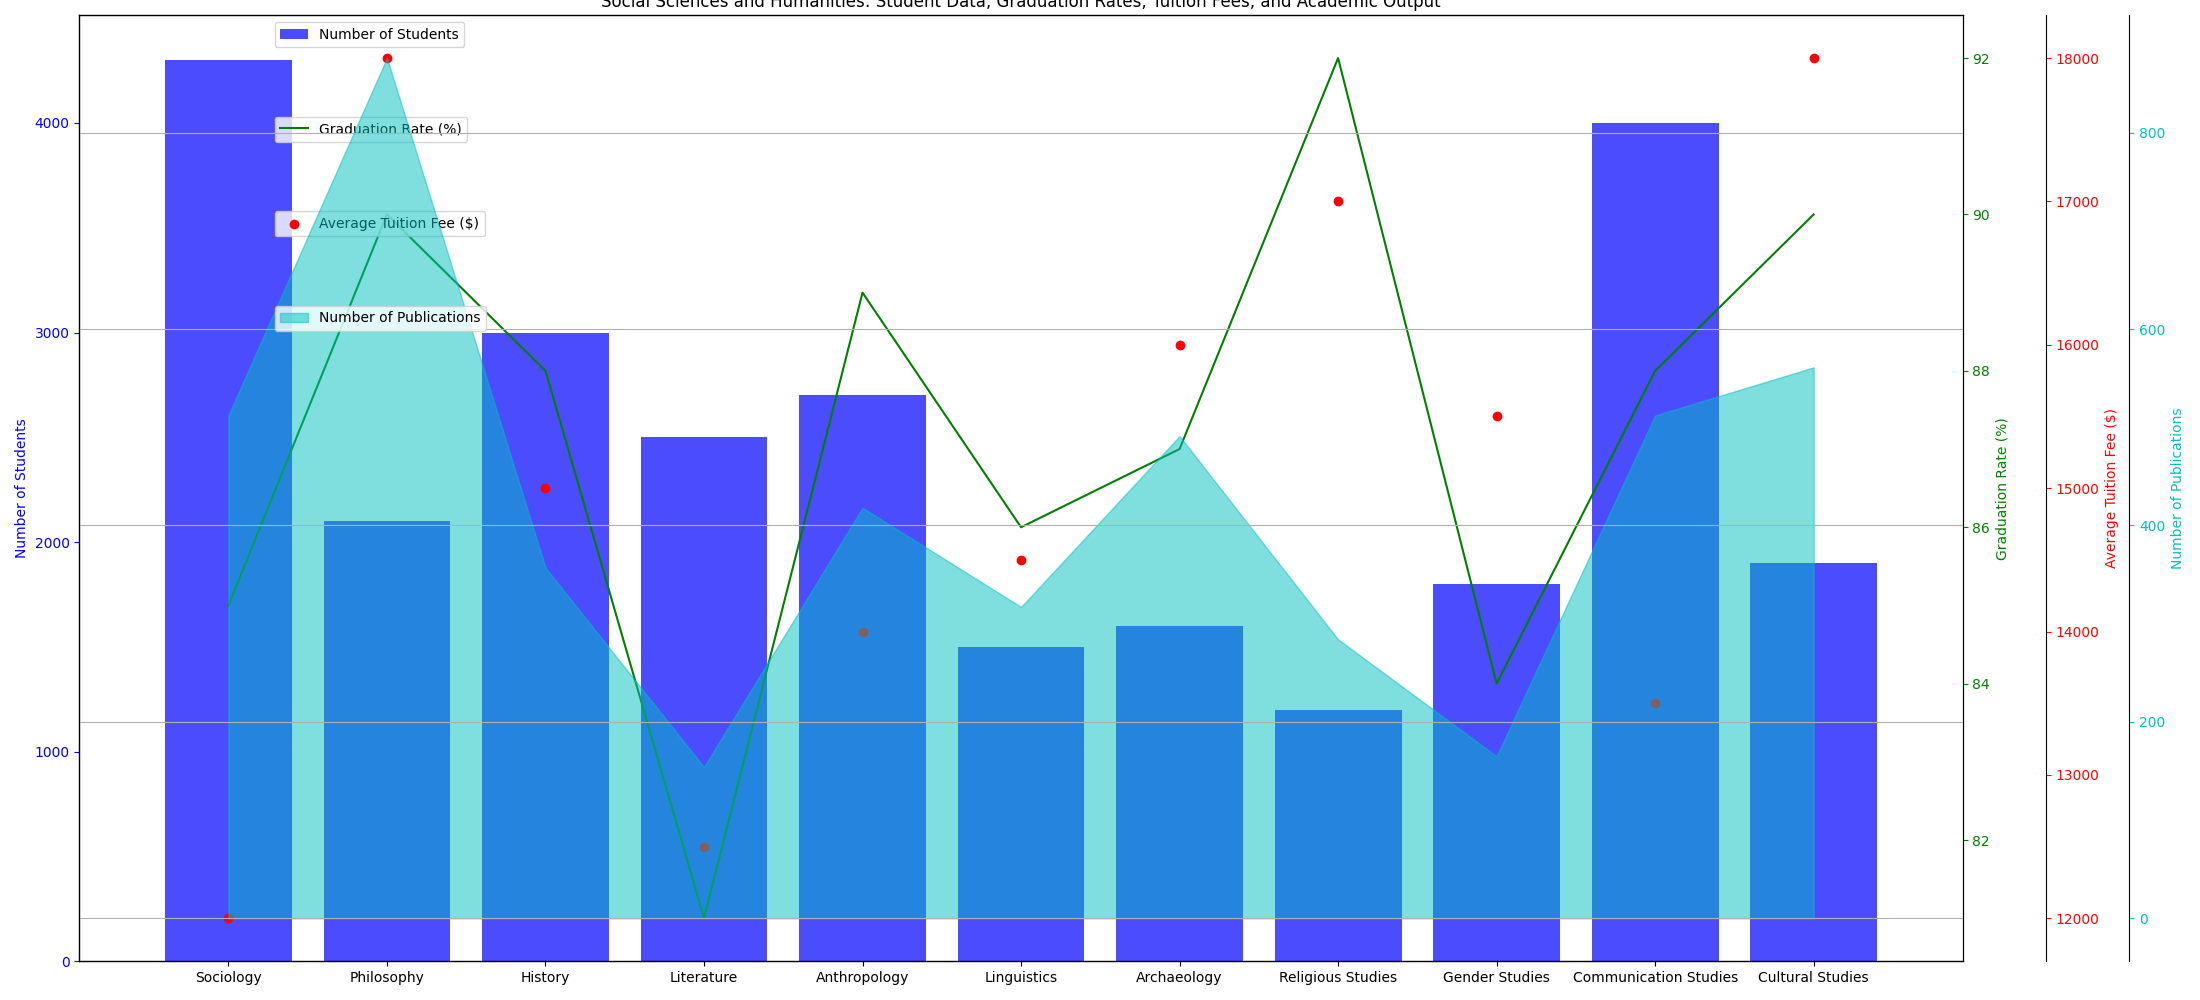 Social Sciences and Humanities: Student Data, Graduation Rates, Tuition Fees, and Academic Output
Number of Students
Graduation Rate (%)
Average Tuition Fee ($)
Number of Publications
Number of Students
4000
3000
2000
1000
0
92
90
88
86
84
82
Graduation Rate (%)
18000
17000
16000
15000
14000
13000
12000
Average Tuition Fee ($)
800
600
400
200
0
Number of Publications
Sociology
Philosophy
History
Literature
Anthropology
Linguistics
Archaeology
Religious Studies
Gender Studies
Communication Studies
Cultural Studies